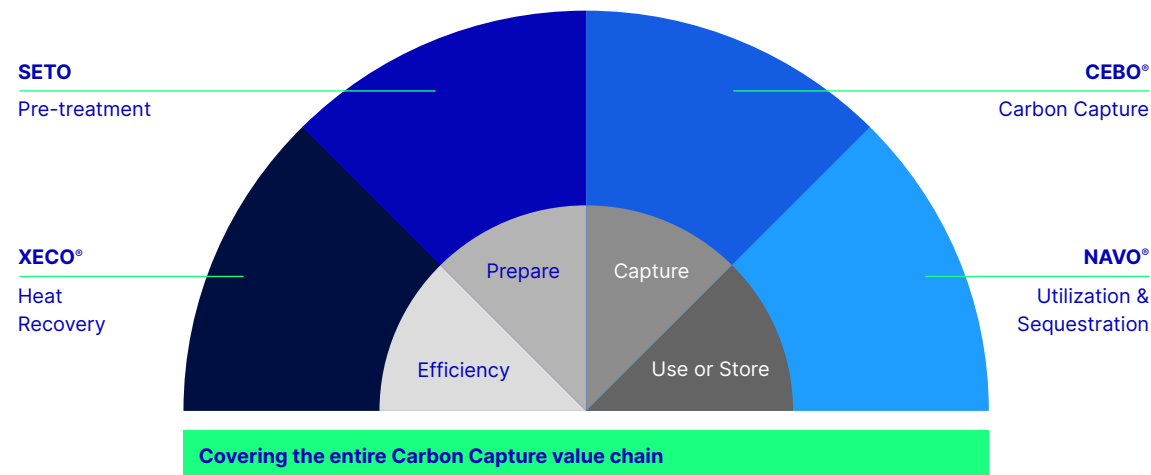 SETO
Pre-treatment
CEBO®
Carbon Capture
XECO®
Heat
Recovery
NAVO®
Utilization &
Sequestration
Prepare
Capture
Efficiency
Use or Store
Covering the entire Carbon Capture value chain